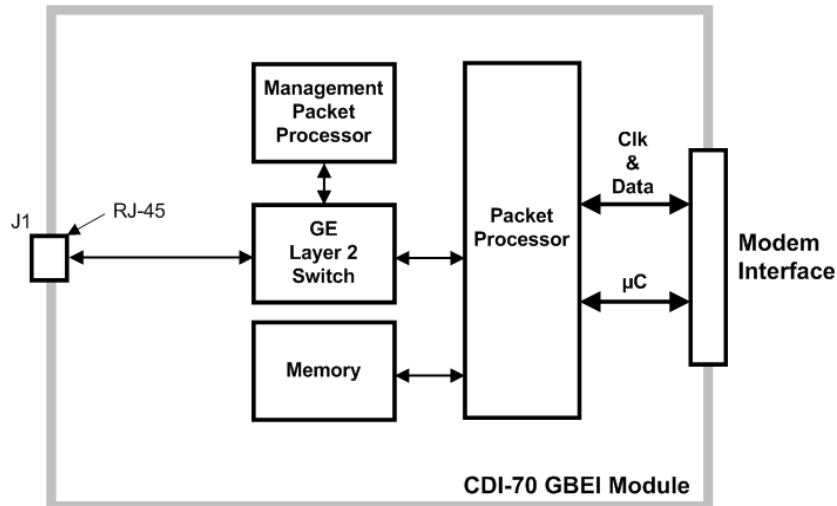 Management
Packet
Processor
Clk
&
Data
J1
RJ-45
GE
Layer 2
Switch
Packet
Processor
Modem
Interface
µC
Memory
CDI-70 GBEI Module